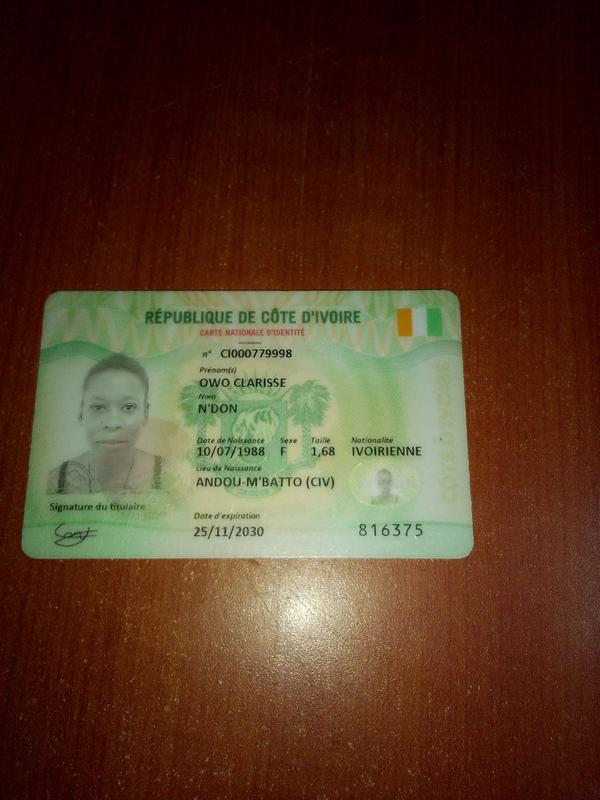 RÉPUBLIQUE DE CÔTE D'IVOIRE
CARTE NATIONALE D'IDENTITÉ
n° CI000779998
Prénom(s)
OWO CLARISSE
Nom
N'DON
Date de Naissance Sexe Taille Nationalité
10/07/1988 F 1,68 IVOIRIENNE
Lieu de Naissance
ANDOU-M'BATTO (CIV)
Signature du titulaire
Date d'expiration
25/11/2030
816375
CÔTE D'IVOIRE